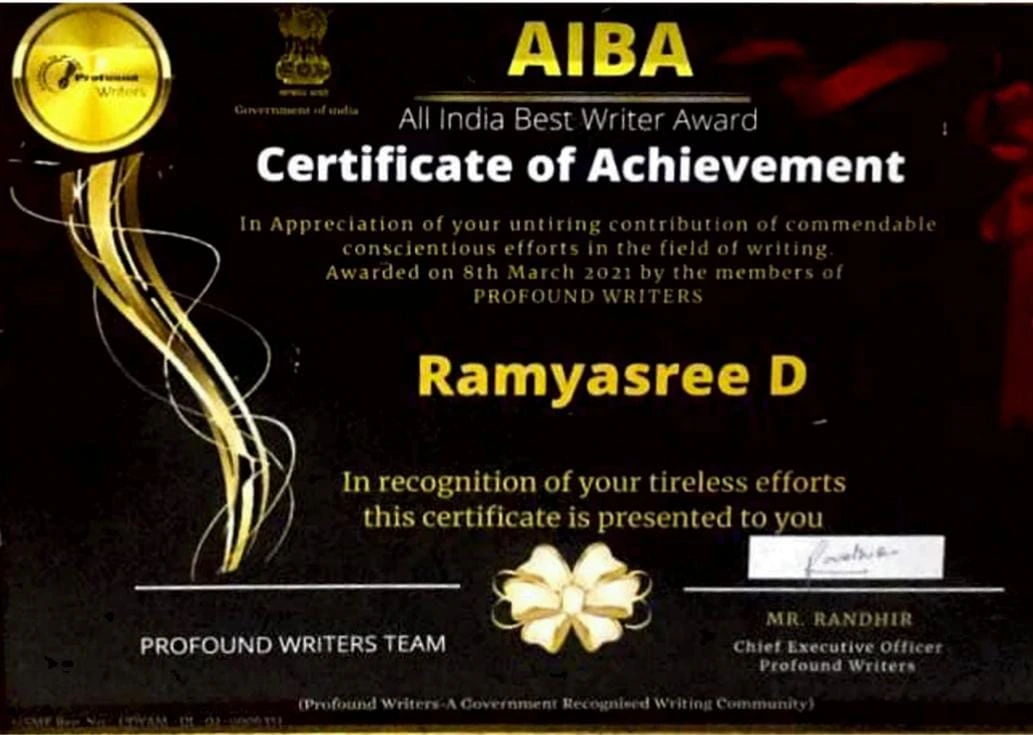 Profound
Writers
Government of india
AIBA
All India Best Writer Award
Certificate of Achievement
In Appreciation of your untiring contribution of commendable
conscientious efforts in the field of writing.
Awarded on 8th March 2021 by the members of
PROFOUND WRITERS
Ramyasree D
In recognition of your tireless efforts
this certificate is presented to you
PROFOUND WRITERS TEAM
MR. RANDHIR
Chief Executive Officer
Profound Writers
(Profound Writers-A Government Recognised Writing Community)